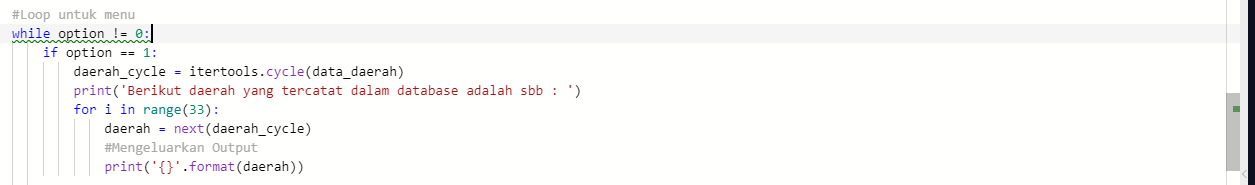 #Loop untuk menu
while option != 0:
if option == 1:
daerah_cycle = itertools.cycle(data_daerah)
print('Berikut daerah yang tercatat dalam database adalah sbb : ')
for i in range(33):
daerah = next(daerah_cycle)
#Mengeluarkan Output
print('{}'.format(daerah))